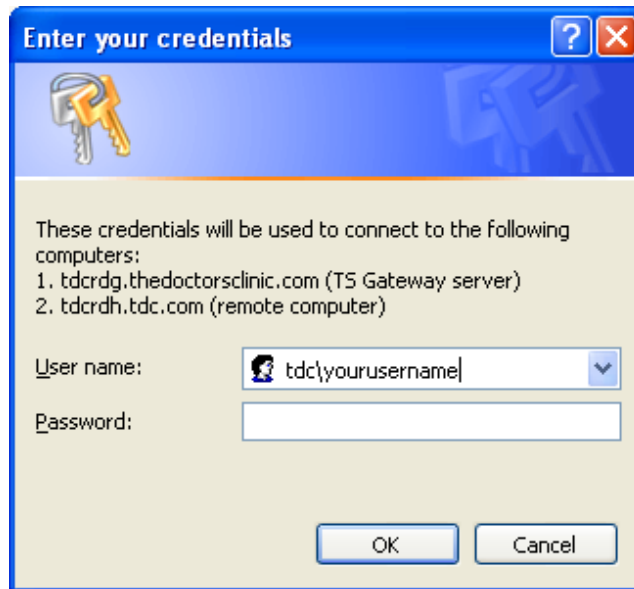 Enter your credentials
These credentials will be used to connect to the following
computers:
1. tdcrdg.thedoctorsclinic.com (TS Gateway server)
2. tdcrdh.tdc.com (remote computer)
User name:
tdc\yourusername
Password:
OK
Cancel